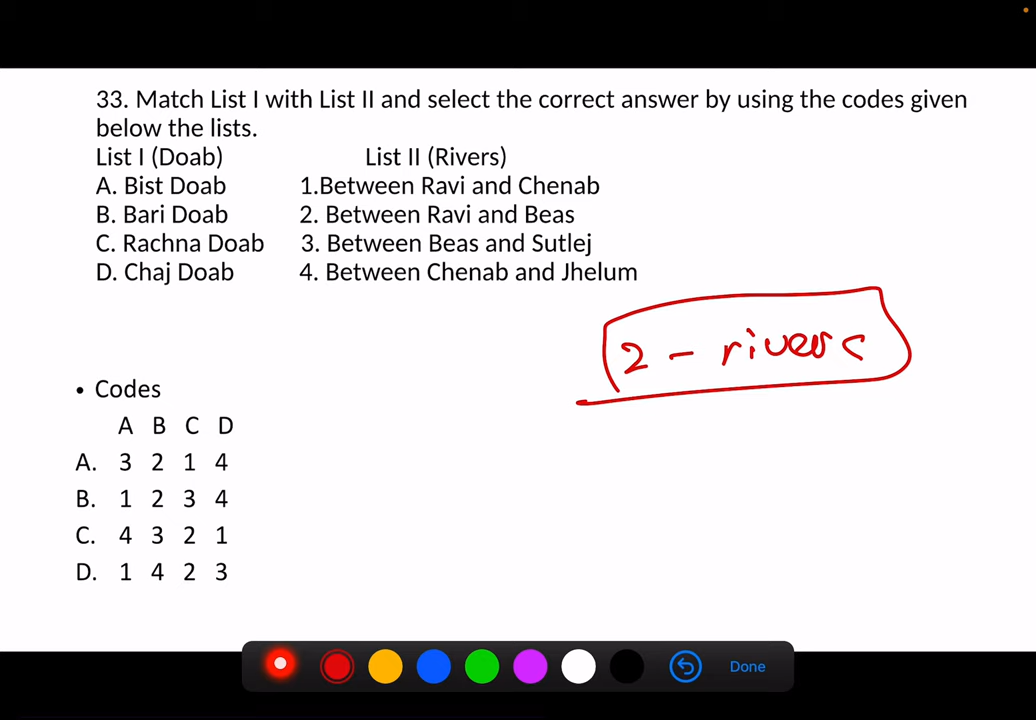 33. Match List I with List II and select the correct answer by using the codes given
below the lists.
List I (Doab) List II (Rivers)
A. Bist Doab 1.Between Ravi and Chenab
B. Bari Doab 2. Between Ravi and Beas
C. Rachna Doab 3. Between Beas and Sutlej
D. Chaj Doab 4. Between Chenab and Jhelum
2 - rivers
• Codes
A B C D
A. 3 2 1 4
B. 1 2 3 4
C. 4 3 2 1
D. 1 4 2 3
Done